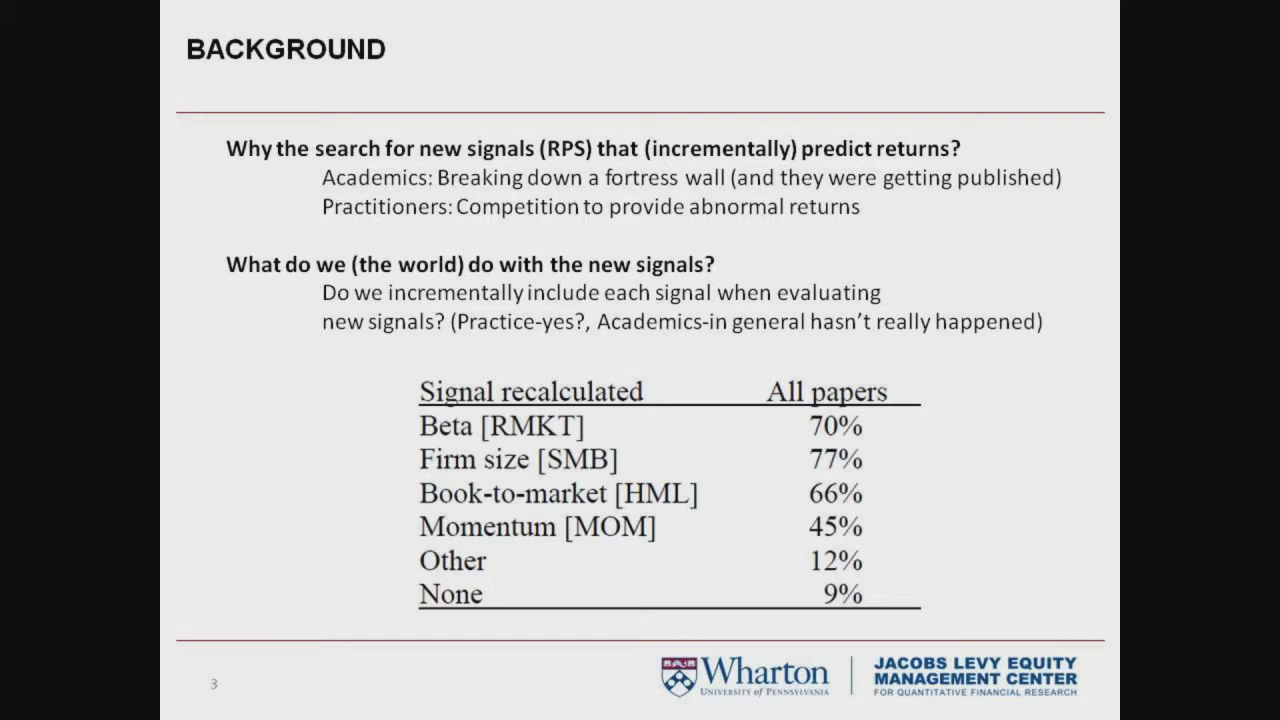 BACKGROUND
Why the search for new signals (RPS) that (incrementally) predict returns?
Academics: Breaking down a fortress wall (and they were getting published)
Practitioners: Competition to provide abnormal returns
What do we (the world) do with the new signals?
Do we incrementally include each signal when evaluating
new signals? (Practice-yes?, Academics-in general hasn't really happened)
Signal recalculated All papers
Beta [RMKT] 70%
Firm size [SMB] 77%
Book-to-market [HML] 66%
Momentum [MOM] 45%
Other 12%
None 9%
3
Wharton
UNIVERSITY of PENNSYLVANIA
JACOBS LEVY EQUITY
MANAGEMENT CENTER
FOR QUANTITATIVE FINANCIAL RESEARCH